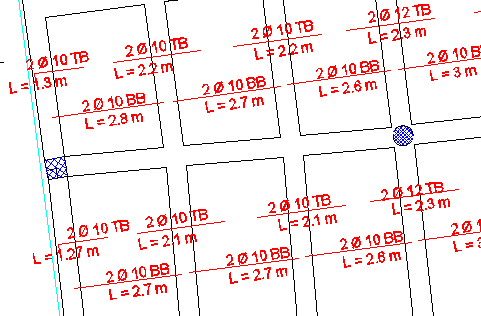 2 Ø 10 TB
L = 1.3 m
2 Ø 10 TB
L = 2.2 m
2 Ø 10 TB
L = 2.2 m
2 Ø 12 TB
L = 2.3 m
2 Ø 10 BB
L = 2.8 m
2 Ø 10 BB
L = 2.7 m
2 Ø 10 BB
L = 2.6 m
2 Ø 10 B
L = 3 m
2 Ø 10 TB
L = 1.27 m
2 Ø 10 TB
L = 2.1 m
2 Ø 10 TB
L = 2.1 m
2 Ø 12 TB
L = 2.3 m
2 Ø 10 BB
L = 2.7 m
2 Ø 10 BB
L = 2.7 m
2 Ø 10 BB
L = 2.6 m
2 Ø
L =